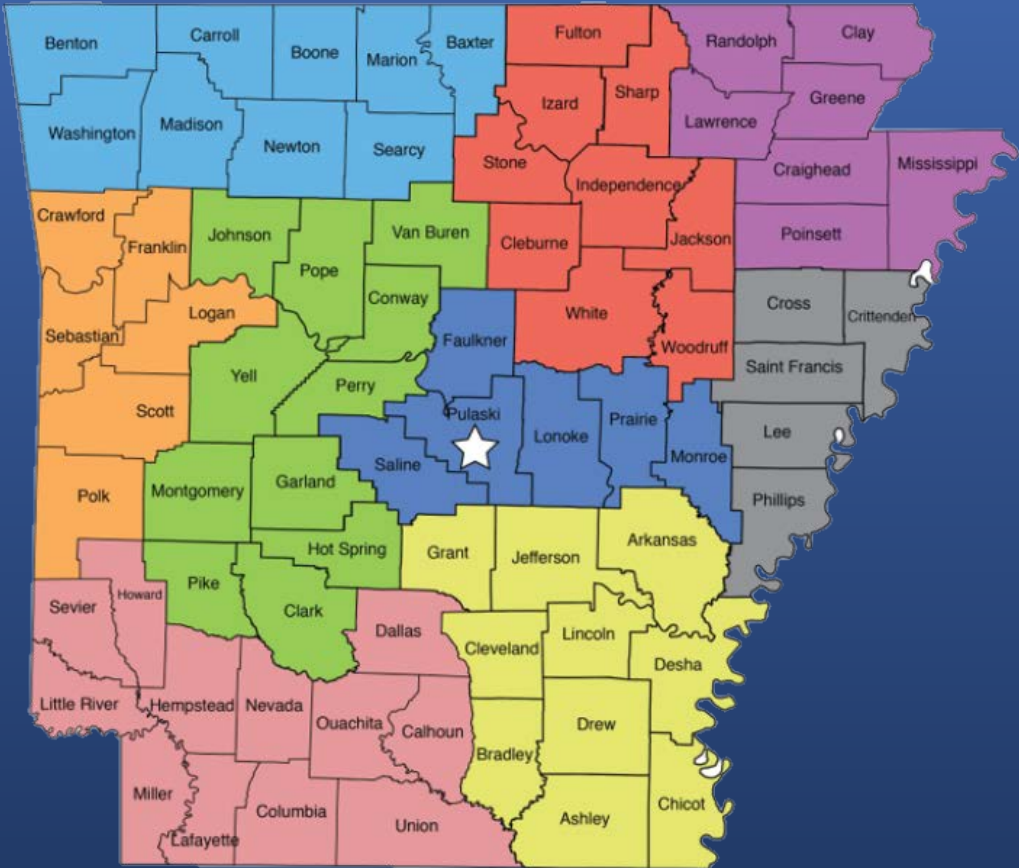 Benton
Carroll
Boone
Marion
Baxter
Fulton
Randolph
Clay
Washington
Madison
Newton
Searcy
Izard
Sharp
Lawrence
Greene
Stone
Independence
Craighead
Mississippi
Crawford
Franklin
Johnson
Pope
Van Buren
Cleburne
Jackson
Poinsett
Sebastian
Logan
Conway
Faulkner
White
Woodruff
Cross
Crittenden
Scott
Yell
Perry
Pulaski
Lonoke
Prairie
Saint Francis
Lee
Polk
Montgomery
Garland
Saline
Monroe
Phillips
Hot Spring
Grant
Jefferson
Arkansas
Sevier
Howard
Pike
Clark
Dallas
Cleveland
Lincoln
Desha
Little River
Hempstead
Nevada
Ouachita
Calhoun
Bradley
Drew
Miller
Lafayette
Columbia
Union
Ashley
Chicot